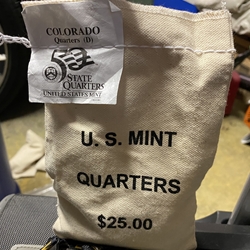 COLORADO
Quarters (D)
50
STATE
QUARTERS
UNITED STATES MINT
U. S. MINT
QUARTERS
$25.00